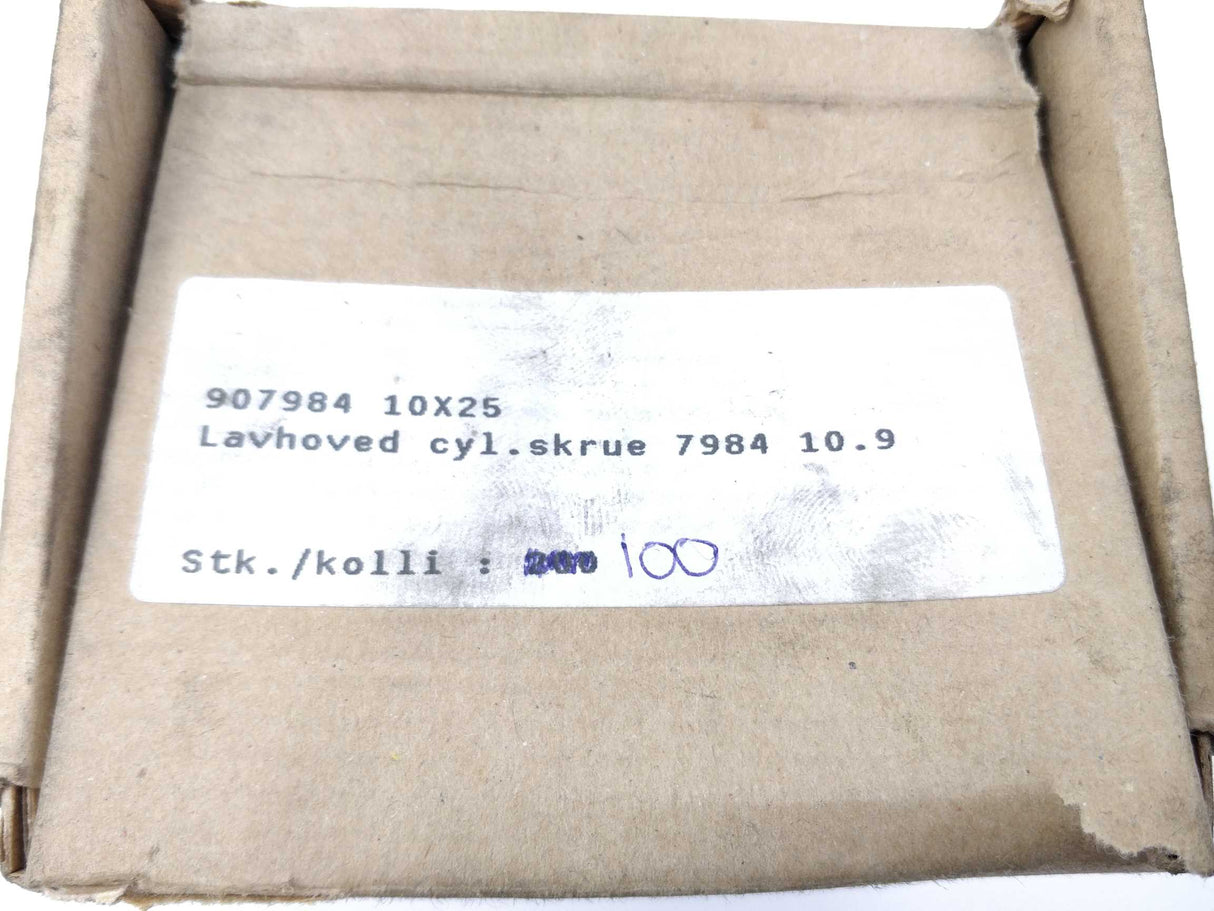 907984 10X25
Lavhoved cyl.skrue 7984 10.9
Stk./kolli : 100